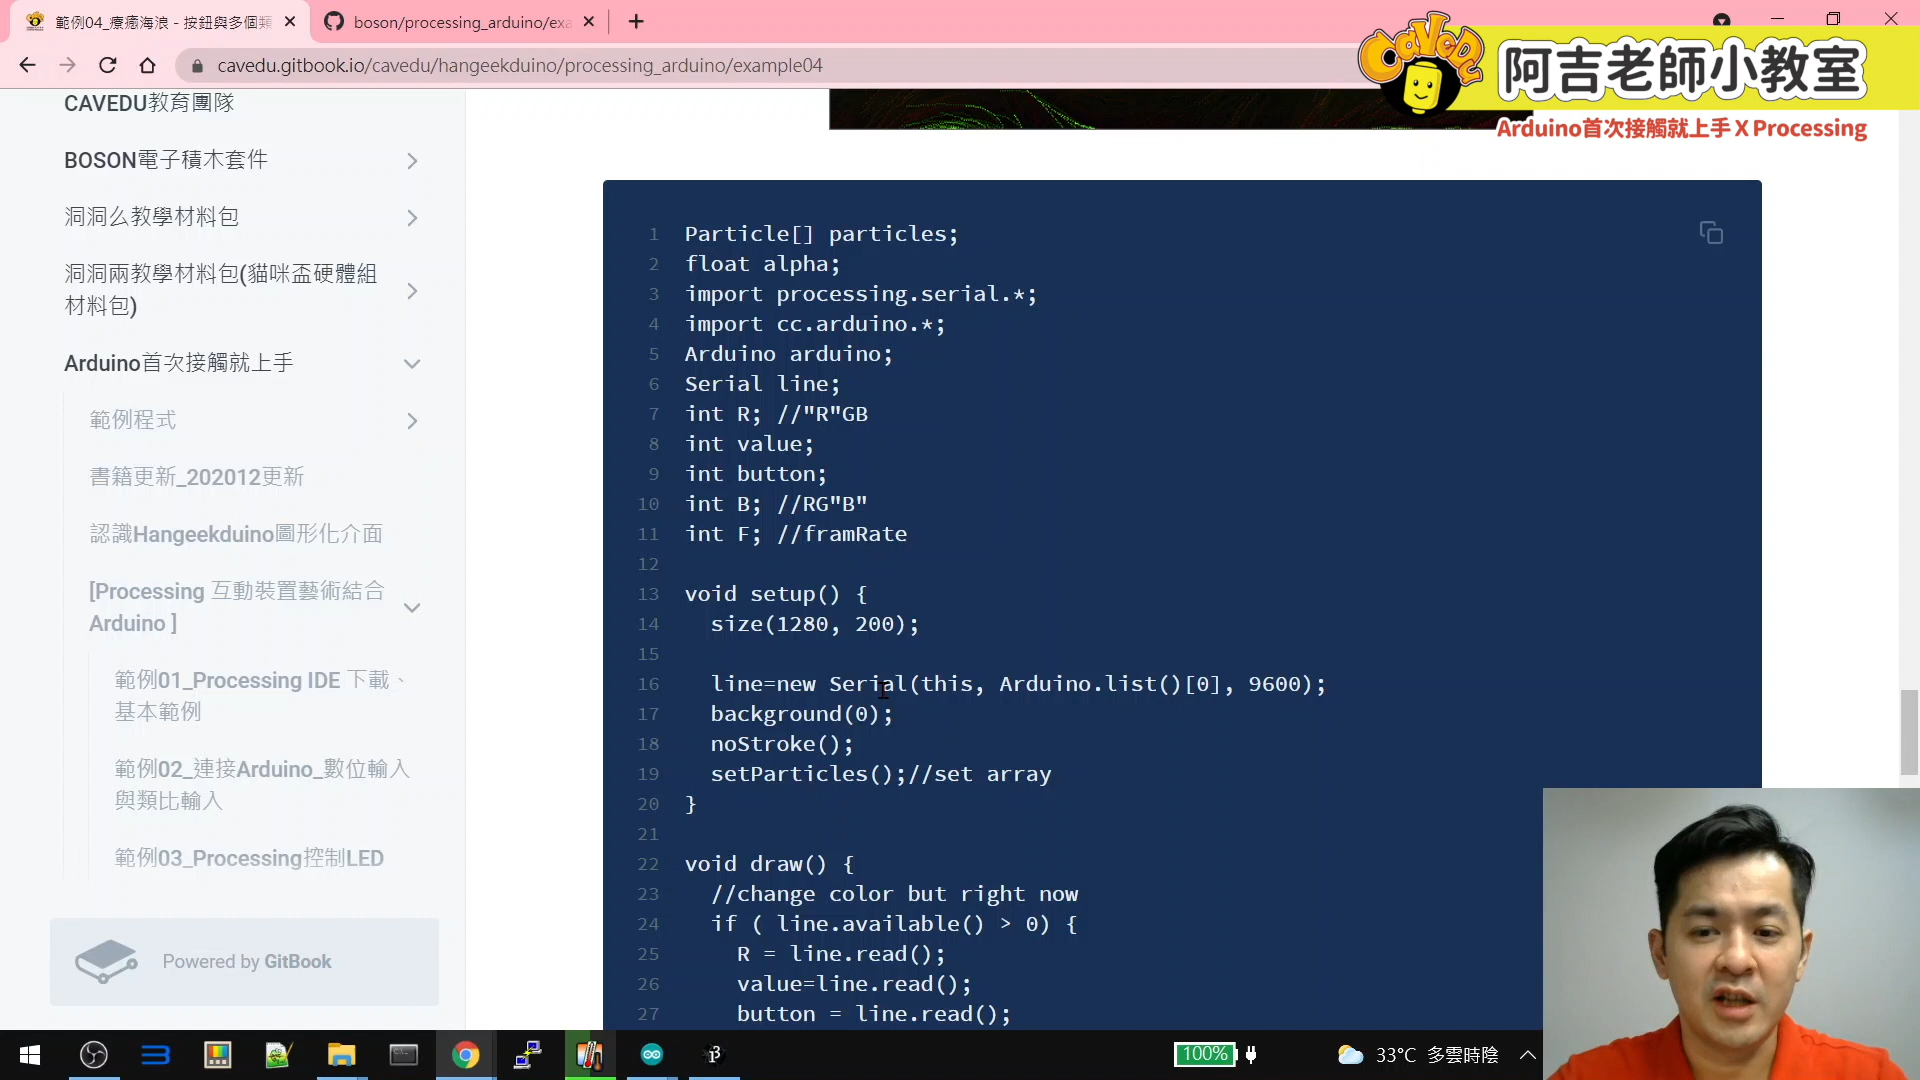 範例04_療癒海浪 - 按鈕與多個類
boson/processing_arduino/exa
cavedu.gitbook.io/cavedu/hangeekduino/processing_arduino/example04
CAVEDU
阿吉老師小教室
Arduino首次接觸就上手 X Processing
CAVEDU教育團隊
BOSON電子積木套件
洞洞么教學材料包
洞洞兩教學材料包(貓咪盃硬體組
材料包)
Arduino首次接觸就上手
範例程式
書籍更新_202012更新
認識Hangeekduino圖形化介面
[Processing 互動裝置藝術結合
Arduino ]
範例01_Processing IDE 下載、
基本範例
範例02_連接Arduino_數位輸入
與類比輸入
範例03_Processing控制LED
Powered by GitBook
1 Particle[] particles;
2 float alpha;
3 import processing.serial.*;
4 import cc.arduino.*;
5 Arduino arduino;
6 Serial line;
7 int R; //"R"GB
8 int value;
9 int button;
10 int B; //RG"B"
11 int F; //framRate
12
13 void setup() {
14 size(1280, 200);
15
16 line=new Serial(this, Arduino.list()[0], 9600);
17 background(0);
18 noStroke();
19 setParticles();//set array
20 }
21
22 void draw() {
23 //change color but right now
24 if ( line.available() > 0) {
25 R = line.read();
26 value=line.read();
27 button = line.read();
100%
33°C 多雲時陰